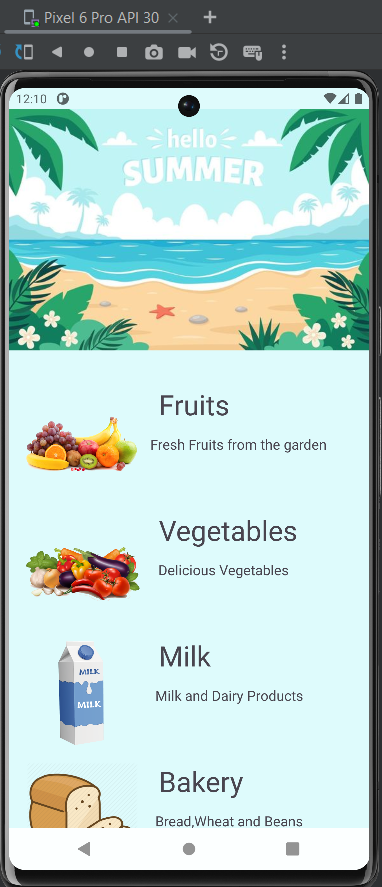 Pixel 6 Pro API 30
12:10
hello
SUMMER
Fruits
Fresh Fruits from the garden
Vegetables
Delicious Vegetables
MILK
MILK
Milk
Milk and Dairy Products
Bakery
Bread,Wheat and Beans